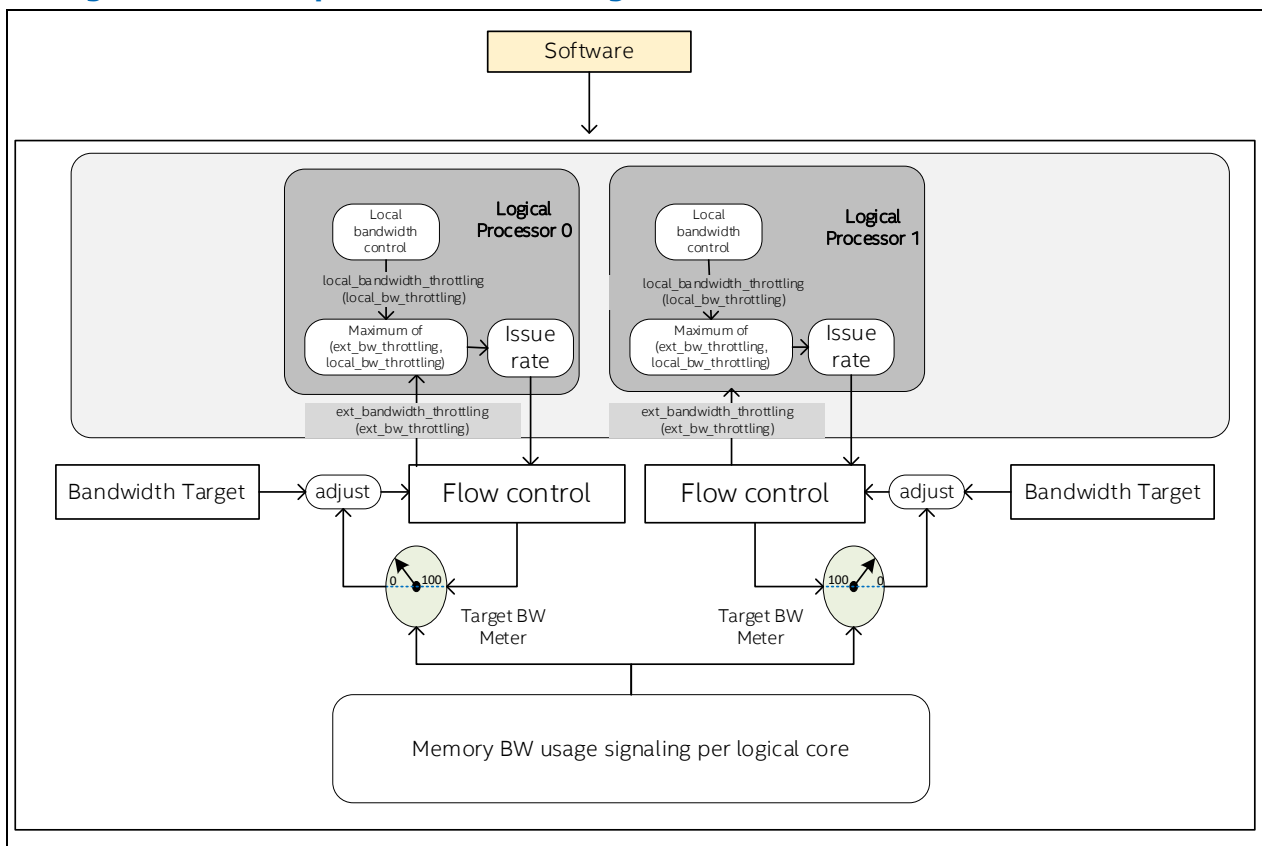 Software
Local
bandwidth
control
Logical
Processor 0
local_bandwidth_throttling
(local_bw_throttling)
Maximum of
(ext_bw_throttling,
local_bw_throttling)
Issue
rate
ext_bandwidth_throttling
(ext_bw_throttling)
Local
bandwidth
control
Logical
Processor 1
local_bandwidth_throttling
(local_bw_throttling)
Maximum of
(ext_bw_throttling,
local_bw_throttling)
Issue
rate
ext_bandwidth_throttling
(ext_bw_throttling)
Bandwidth Target
adjust
Flow control
Flow control
adjust
Bandwidth Target
0 100
Target BW
Meter
100 0
Target BW
Meter
Memory BW usage signaling per logical core